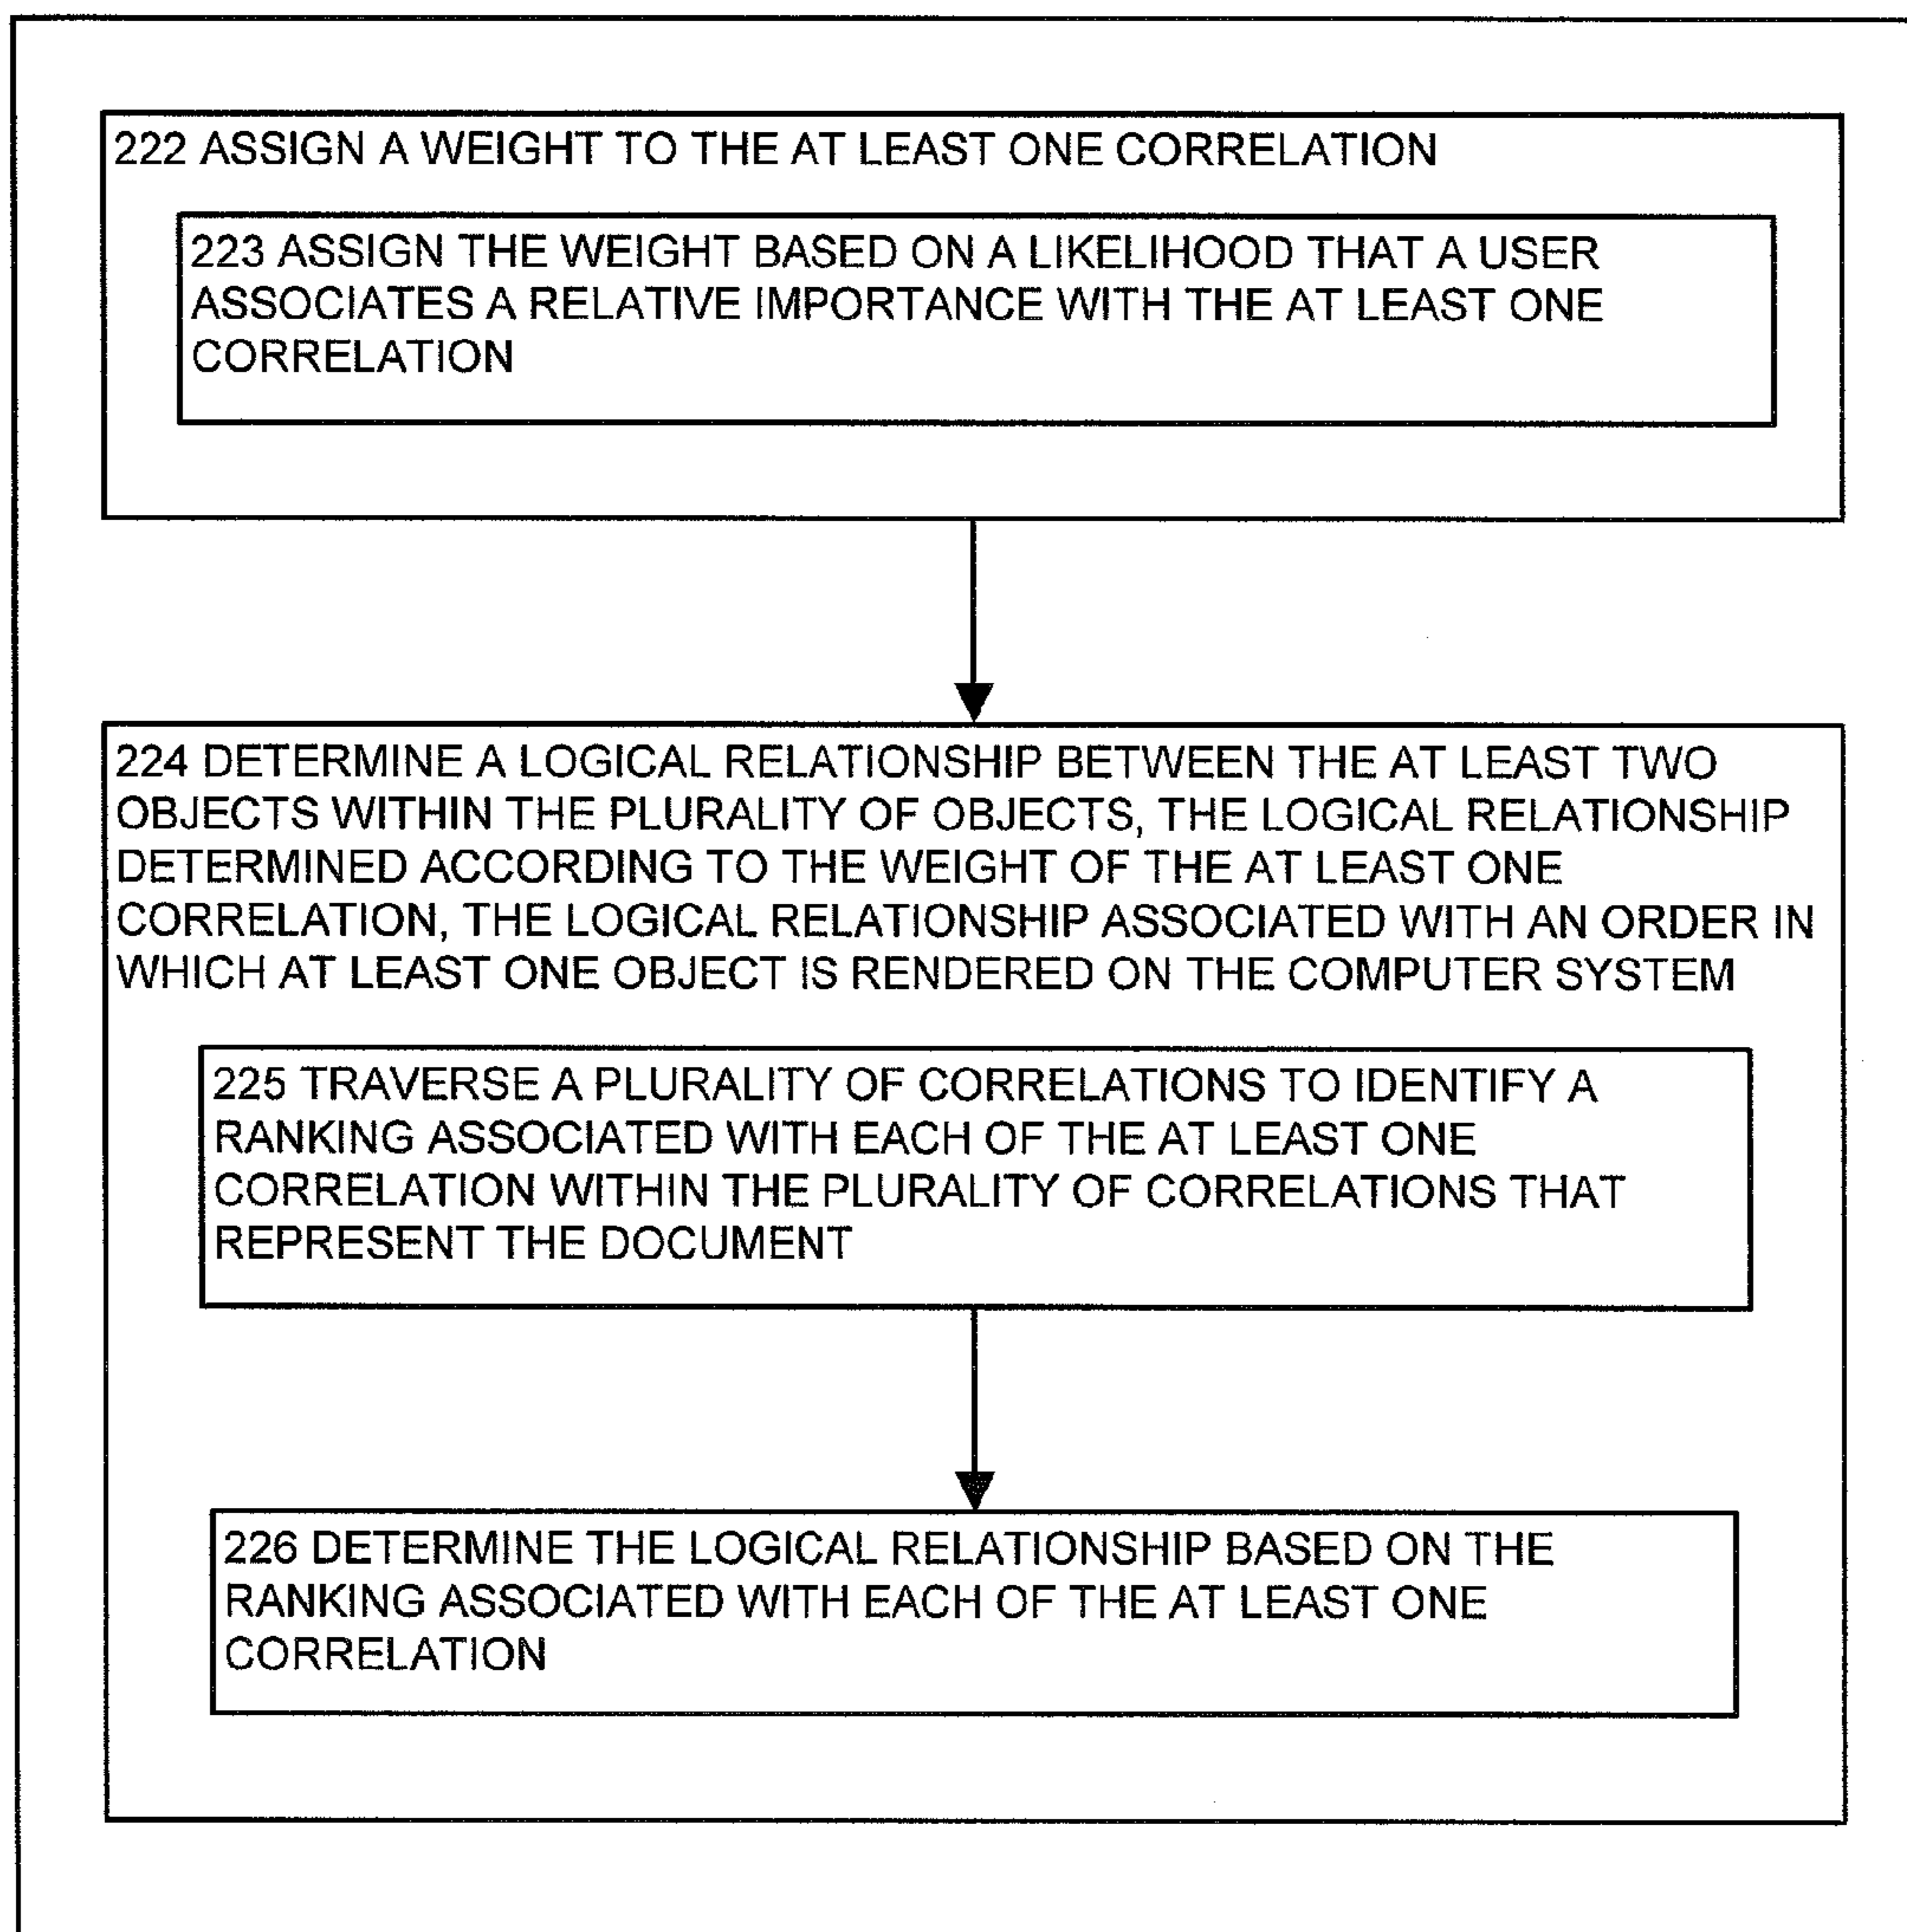 222 ASSIGN A WEIGHT TO THE AT LEAST ONE CORRELATION
223 ASSIGN THE WEIGHT BASED ON A LIKELIHOOD THAT A USER
ASSOCIATES A RELATIVE IMPORTANCE WITH THE AT LEAST ONE
CORRELATION
224 DETERMINE A LOGICAL RELATIONSHIP BETWEEN THE AT LEAST TWO
OBJECTS WITHIN THE PLURALITY OF OBJECTS, THE LOGICAL RELATIONSHIP
DETERMINED ACCORDING TO THE WEIGHT OF THE AT LEAST ONE
CORRELATION, THE LOGICAL RELATIONSHIP ASSOCIATED WITH AN ORDER IN
WHICH AT LEAST ONE OBJECT IS RENDERED ON THE COMPUTER SYSTEM
225 TRAVERSE A PLURALITY OF CORRELATIONS TO IDENTIFY A
RANKING ASSOCIATED WITH EACH OF THE AT LEAST ONE
CORRELATION WITHIN THE PLURALITY OF CORRELATIONS THAT
REPRESENT THE DOCUMENT
226 DETERMINE THE LOGICAL RELATIONSHIP BASED ON THE
RANKING ASSOCIATED WITH EACH OF THE AT LEAST ONE
CORRELATION